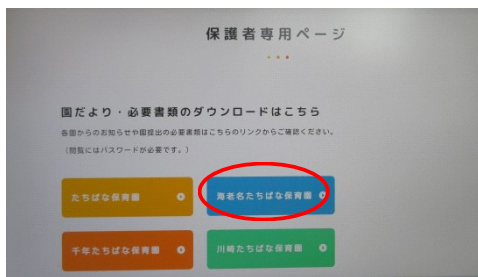 保護者専用ページ
園だより・必要書類のダウンロードはこちら
各園からのお知らせや園提出の必要書類はこちらのリンクからご確認ください。
（閲覧にはパスワードが必要です。）
たちばな保育園
海老名たちばな保育園
千年たちばな保育園
川崎たちばな保育園